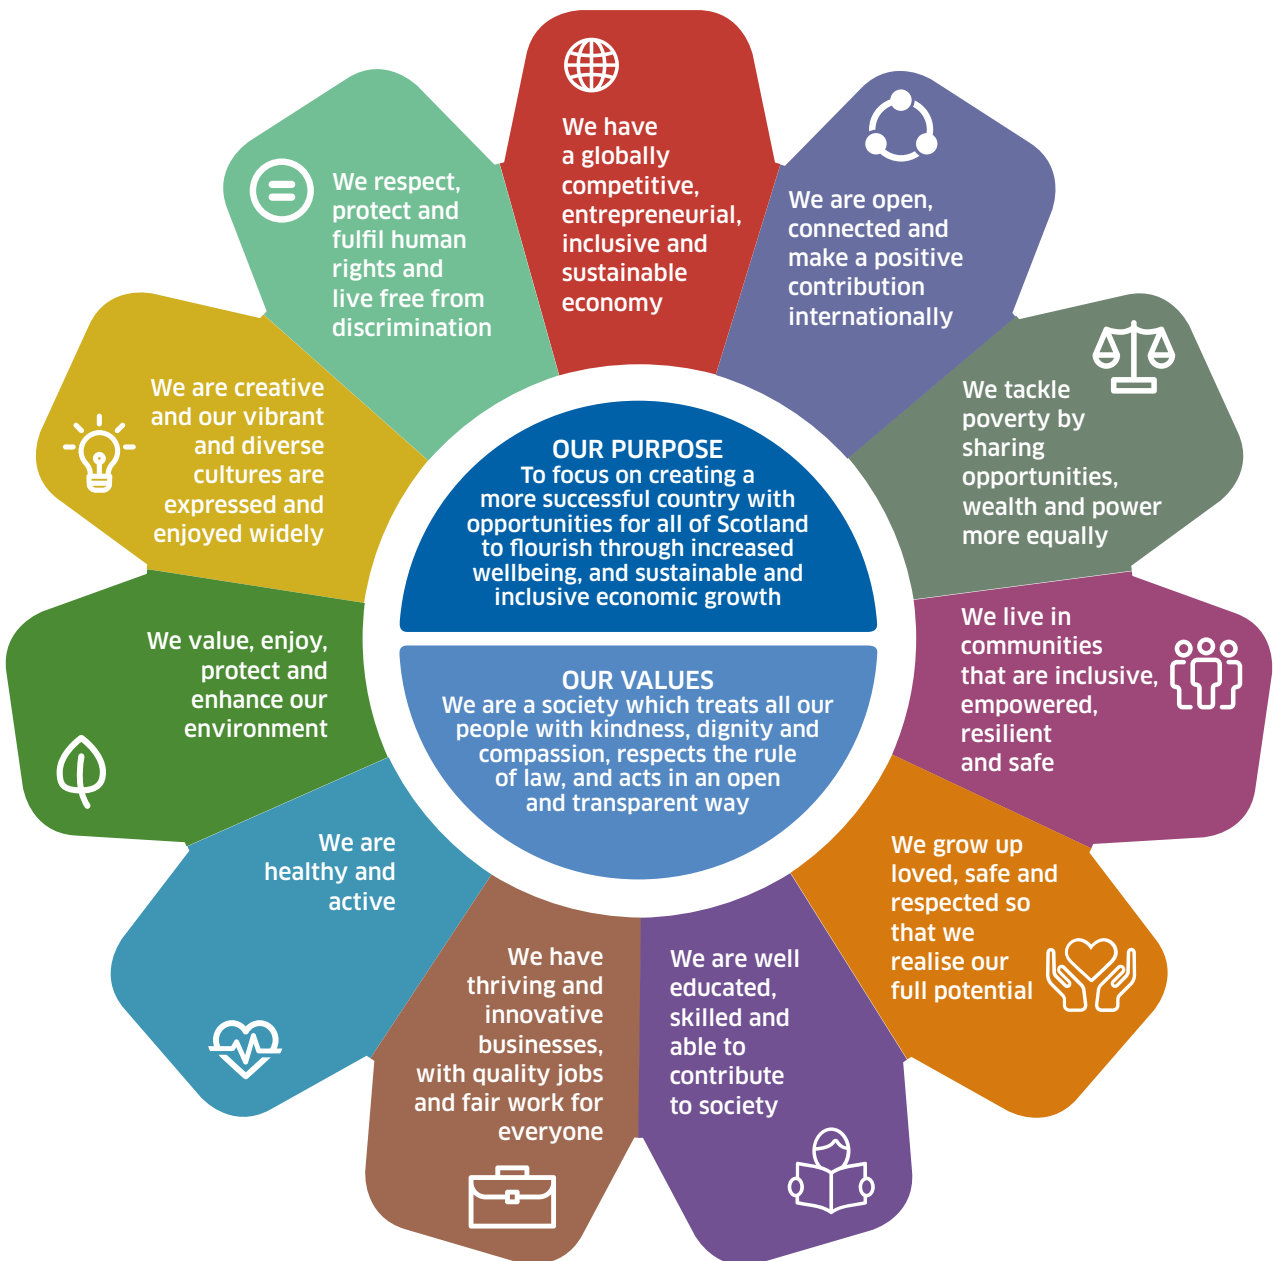 We have
a globally
competitive,
entrepreneurial,
inclusive and
sustainable
economy
We are open,
connected and
make a positive
contribution
internationally
We tackle
poverty by
sharing
opportunities,
wealth and power
more equally
We live in
communities
that are inclusive,
empowered,
resilient
and safe
We grow up
loved, safe and
respected so
that we
realise our
full potential
We are well
educated,
skilled and
able to
contribute
to society
We have
thriving and
innovative
businesses,
with quality jobs
and fair work for
everyone
We are
healthy and
active
We value, enjoy,
protect and
enhance our
environment
We are creative
and our vibrant
and diverse
cultures are
expressed and
enjoyed widely
We respect,
protect and
fulfil human
rights and
live free from
discrimination
OUR PURPOSE
To focus on creating a
more successful country with
opportunities for all of Scotland
to flourish through increased
wellbeing, and sustainable and
inclusive economic growth
OUR VALUES
We are a society which treats all our
people with kindness, dignity and
compassion, respects the rule
of law, and acts in an open
and transparent way